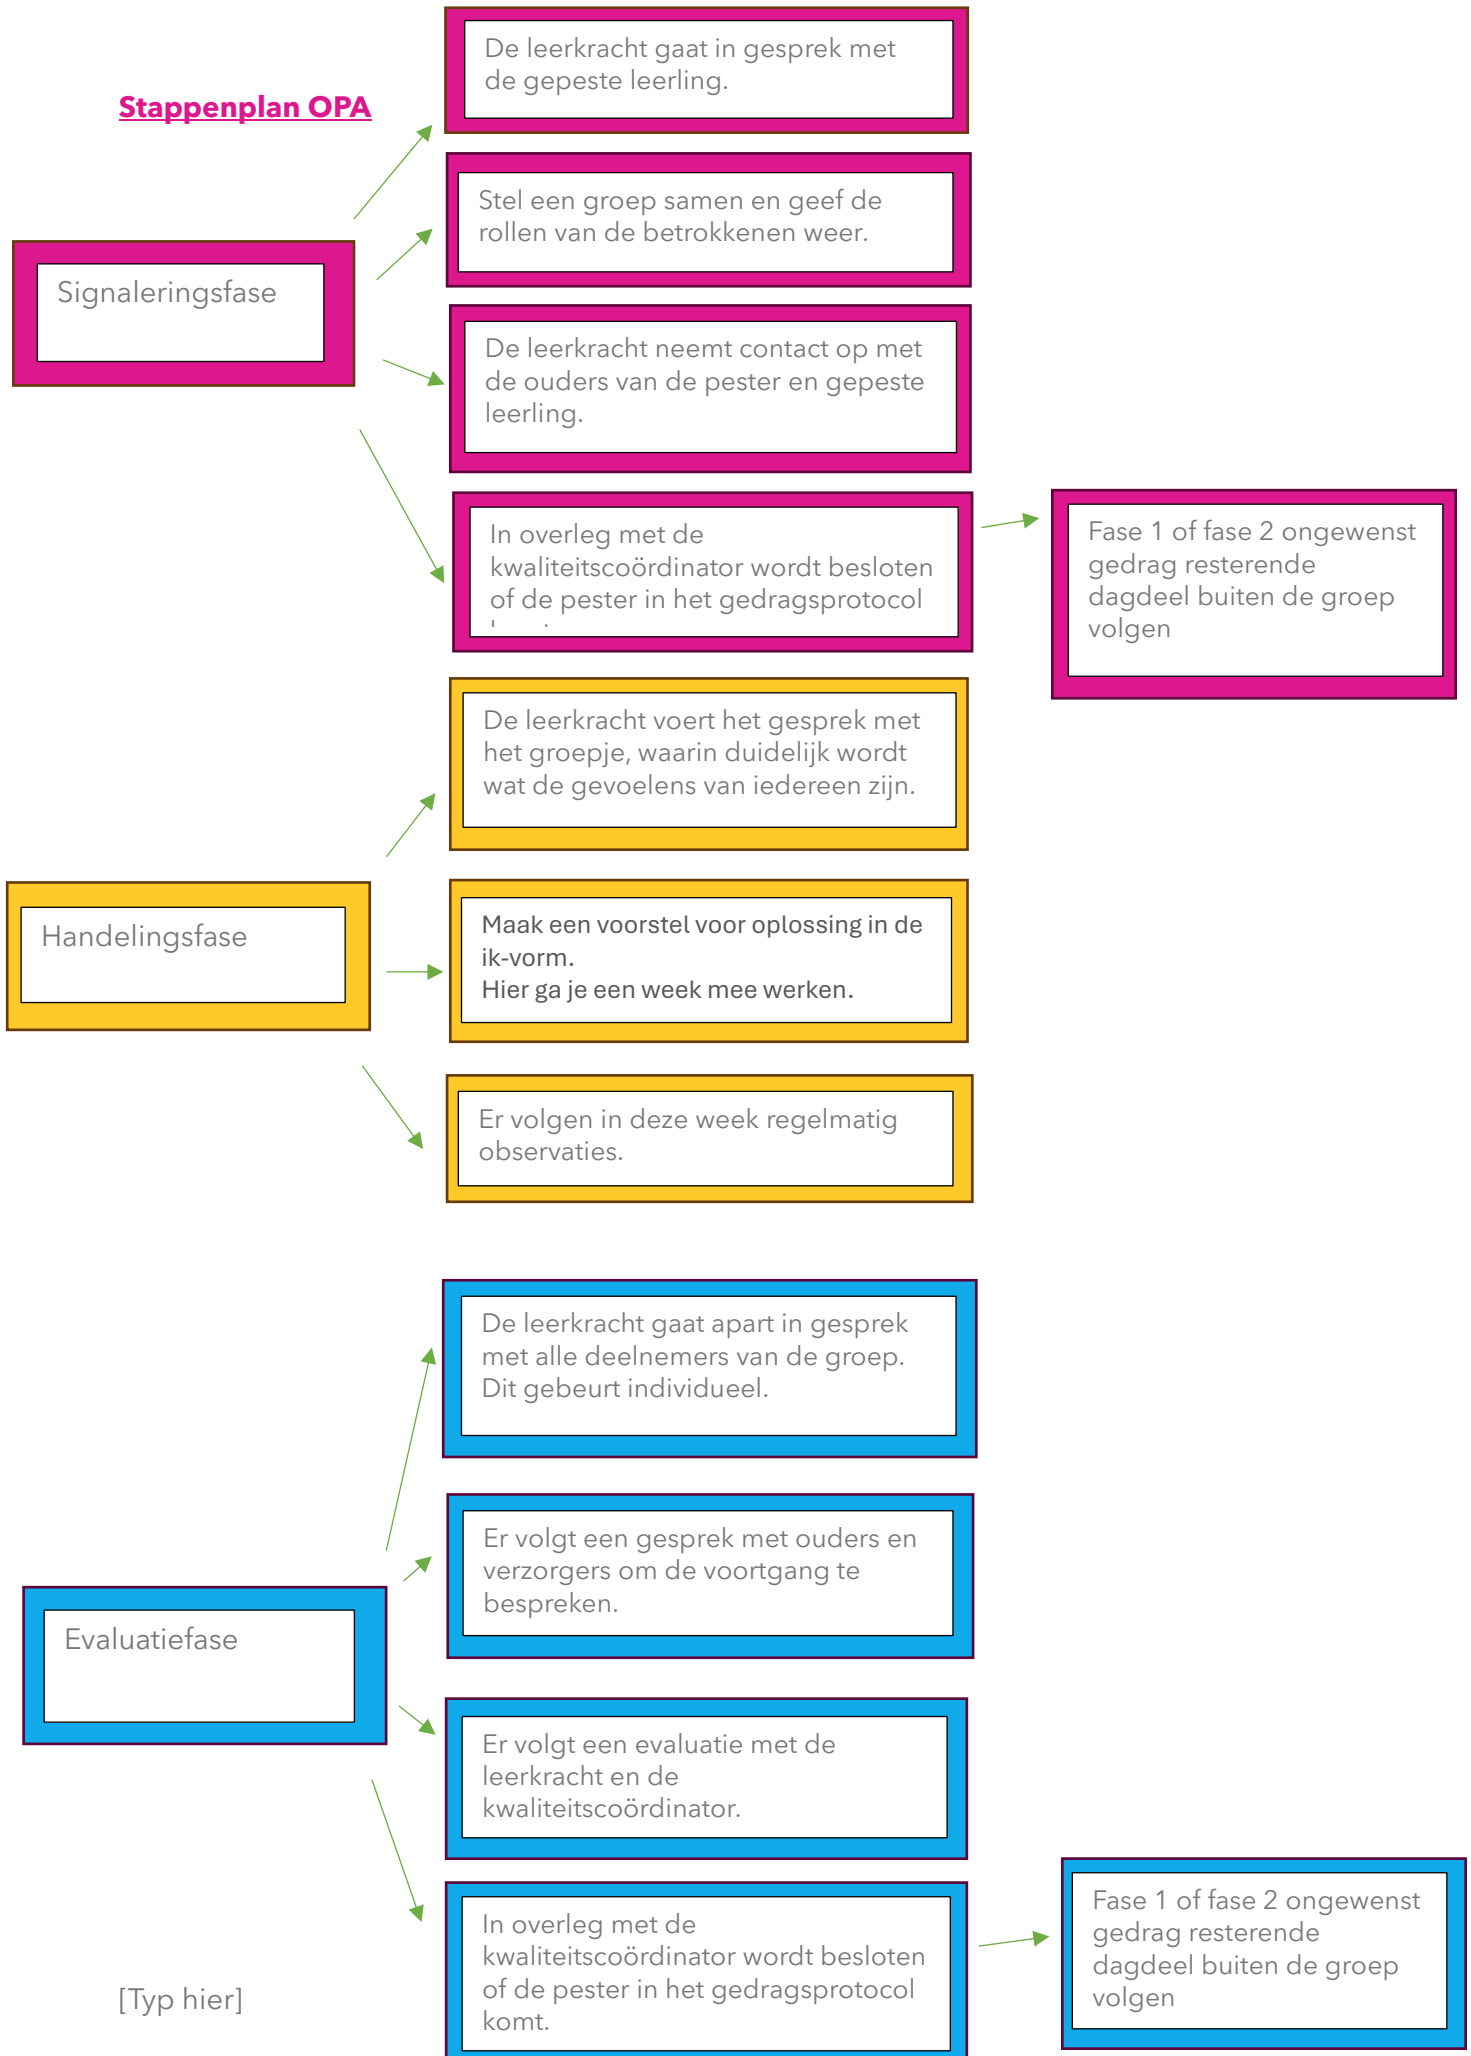 Stappenplan OPA
De leerkracht gaat in gesprek met
de gepeste leerling.
Stel een groep samen en geef de
rollen van de betrokkenen weer.
Signaleringsfase
De leerkracht neemt contact op met
de ouders van de pester en gepeste
leerling.
In overleg met de
kwaliteitscoördinator wordt besloten
of de pester in het gedragsprotocol
Fase 1 of fase 2 ongewenst
gedrag resterende
dagdeel buiten de groep
volgen
De leerkracht voert het gesprek met
het groepje, waarin duidelijk wordt
wat de gevoelens van iedereen zijn.
Handelingsfase
Maak een voorstel voor oplossing in de
ik-vorm.
Hier ga je een week mee werken.
Er volgen in deze week regelmatig
observaties.
De leerkracht gaat apart in gesprek
met alle deelnemers van de groep.
Dit gebeurt individueel.
Er volgt een gesprek met ouders en
verzorgers om de voortgang te
bespreken.
Evaluatiefase
Er volgt een evaluatie met de
leerkracht en de
kwaliteitscoördinator.
In overleg met de
kwaliteitscoördinator wordt besloten
of de pester in het gedragsprotocol
komt.
Fase 1 of fase 2 ongewenst
gedrag resterende
dagdeel buiten de groep
volgen
[Typ hier]